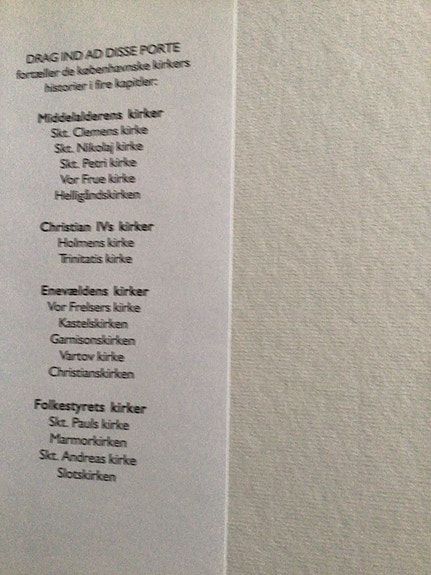 DRAG IND AD DISSE PORTE
fortæller de københavnske kirkers
historier i fire kapitler:
Middelalderens kirker
Skt. Clemens kirke
Skt. Nikolaj kirke
Skt. Petri kirke
Vor Frue kirke
Helligåndskirken
Christian IVs kirker
Holmens kirke
Trinitatis kirke
Enevældens kirker
Vor Frelsers kirke
Kastelskirken
Garnisonskirken
Vartov kirke
Christianskirken
Folkestyrets kirker
Skt. Pauls kirke
Marmorkirken
Skt. Andreas kirke
Slotskirken